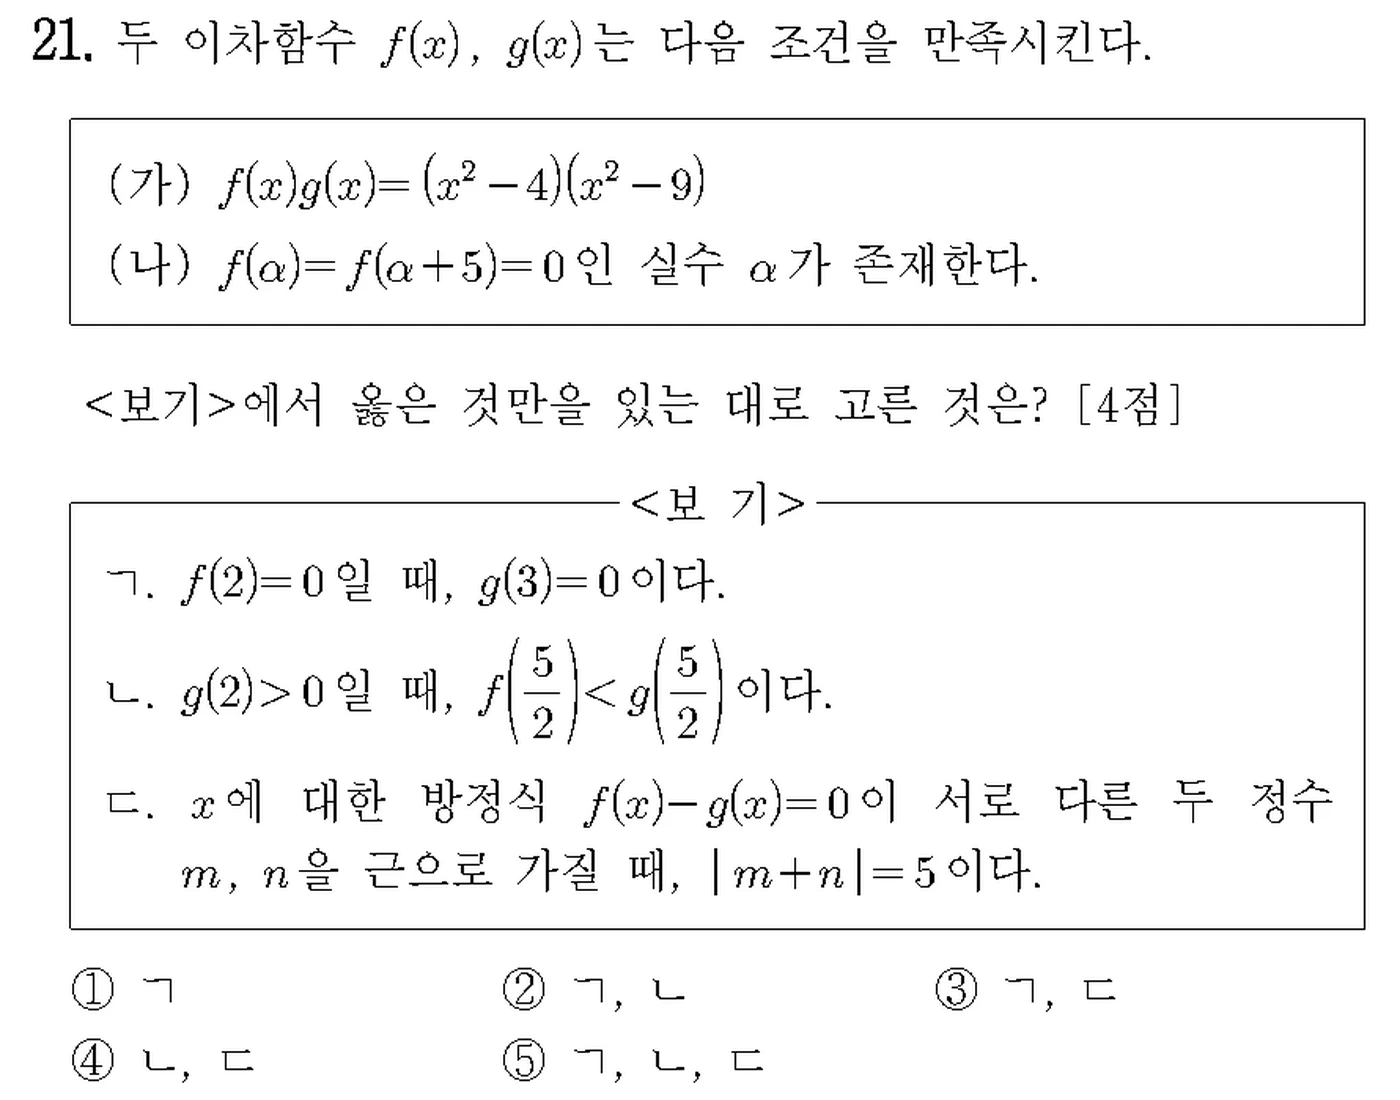 21. 두 이차함수 f(x), g(x)는 다음 조건을 만족시킨다.
(가) f(x)g(x)=(x²-4)(x²-9)
(나) f(α)=f(α+5)=0인 실수 α가 존재한다.
<보기>에서 옳은 것만을 있는 대로 고른 것은? [4점]
<보 기>
ㄱ. f(2)=0일 때, g(3)=0이다.
ㄴ. g(2)>0일 때, f(5/2)<g(5/2)이다.
ㄷ. x에 대한 방정식 f(x)-g(x)=0이 서로 다른 두 정수
m, n을 근으로 가질 때, |m+n|=5이다.
① ㄱ ② ㄱ, ㄴ ③ ㄱ, ㄷ
④ ㄴ, ㄷ ⑤ ㄱ, ㄴ, ㄷ